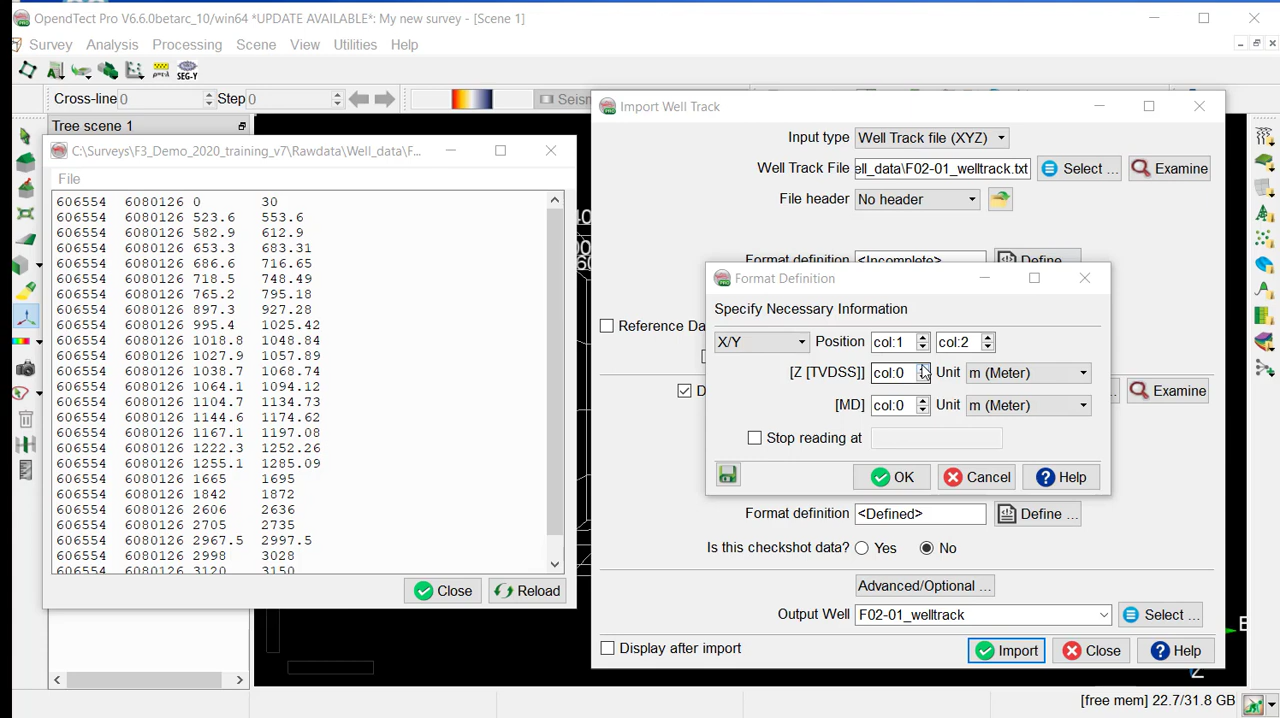 OpendTect Pro V6.6.0betarc_10/win64 *UPDATE AVAILABLE*: My new survey - [Scene 1]
Survey Analysis Processing Scene View Utilities Help
SEG-Y
Cross-line 0 Step 0 Seism
Tree scene 1
C:\Surveys\F3_Demo_2020_training_v7\Rawdata\Well_data\F...
File
606554 6080126 0 30
606554 6080126 523.6 553.6
606554 6080126 582.9 612.9
606554 6080126 653.3 683.31
606554 6080126 686.6 716.65
606554 6080126 718.5 748.49
606554 6080126 765.2 795.18
606554 6080126 897.3 927.28
606554 6080126 995.4 1025.42
606554 6080126 1018.8 1048.84
606554 6080126 1027.9 1057.89
606554 6080126 1038.7 1068.74
606554 6080126 1064.1 1094.12
606554 6080126 1104.7 1134.73
606554 6080126 1144.6 1174.62
606554 6080126 1167.1 1197.08
606554 6080126 1222.3 1252.26
606554 6080126 1255.1 1285.09
606554 6080126 1665 1695
606554 6080126 1842 1872
606554 6080126 2606 2636
606554 6080126 2705 2735
606554 6080126 2967.5 2997.5
606554 6080126 2998 3028
606554 6080126 3120 3150
Close Reload
Import Well Track
Input type Well Track file (XYZ)
Well Track File ell_data\F02-01_welltrack.txt Select ... Examine
File header No header
Format definition <Incomplete> Define
Reference Da
D
Examine
Format Definition
Specify Necessary Information
X/Y Position col:1 col:2
[Z [TVDSS]] col:0 Unit m (Meter)
[MD] col:0 Unit m (Meter)
Stop reading at
OK Cancel Help
Format definition <Defined> Define ...
Is this checkshot data? Yes No
Advanced/Optional ...
Output Well F02-01_welltrack Select ...
Display after import
Import Close Help
Z
[free mem] 22.7/31.8 GB